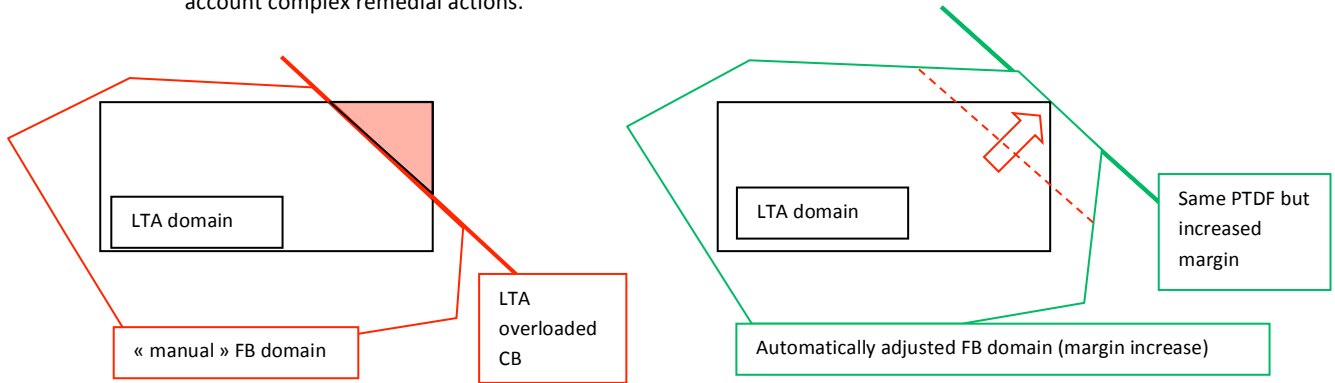 account complex remedial actions.
LTA domain
« manual » FB domain
LTA
overloaded
CB
LTA domain
Same PTDF but
increased
margin
Automatically adjusted FB domain (margin increase)